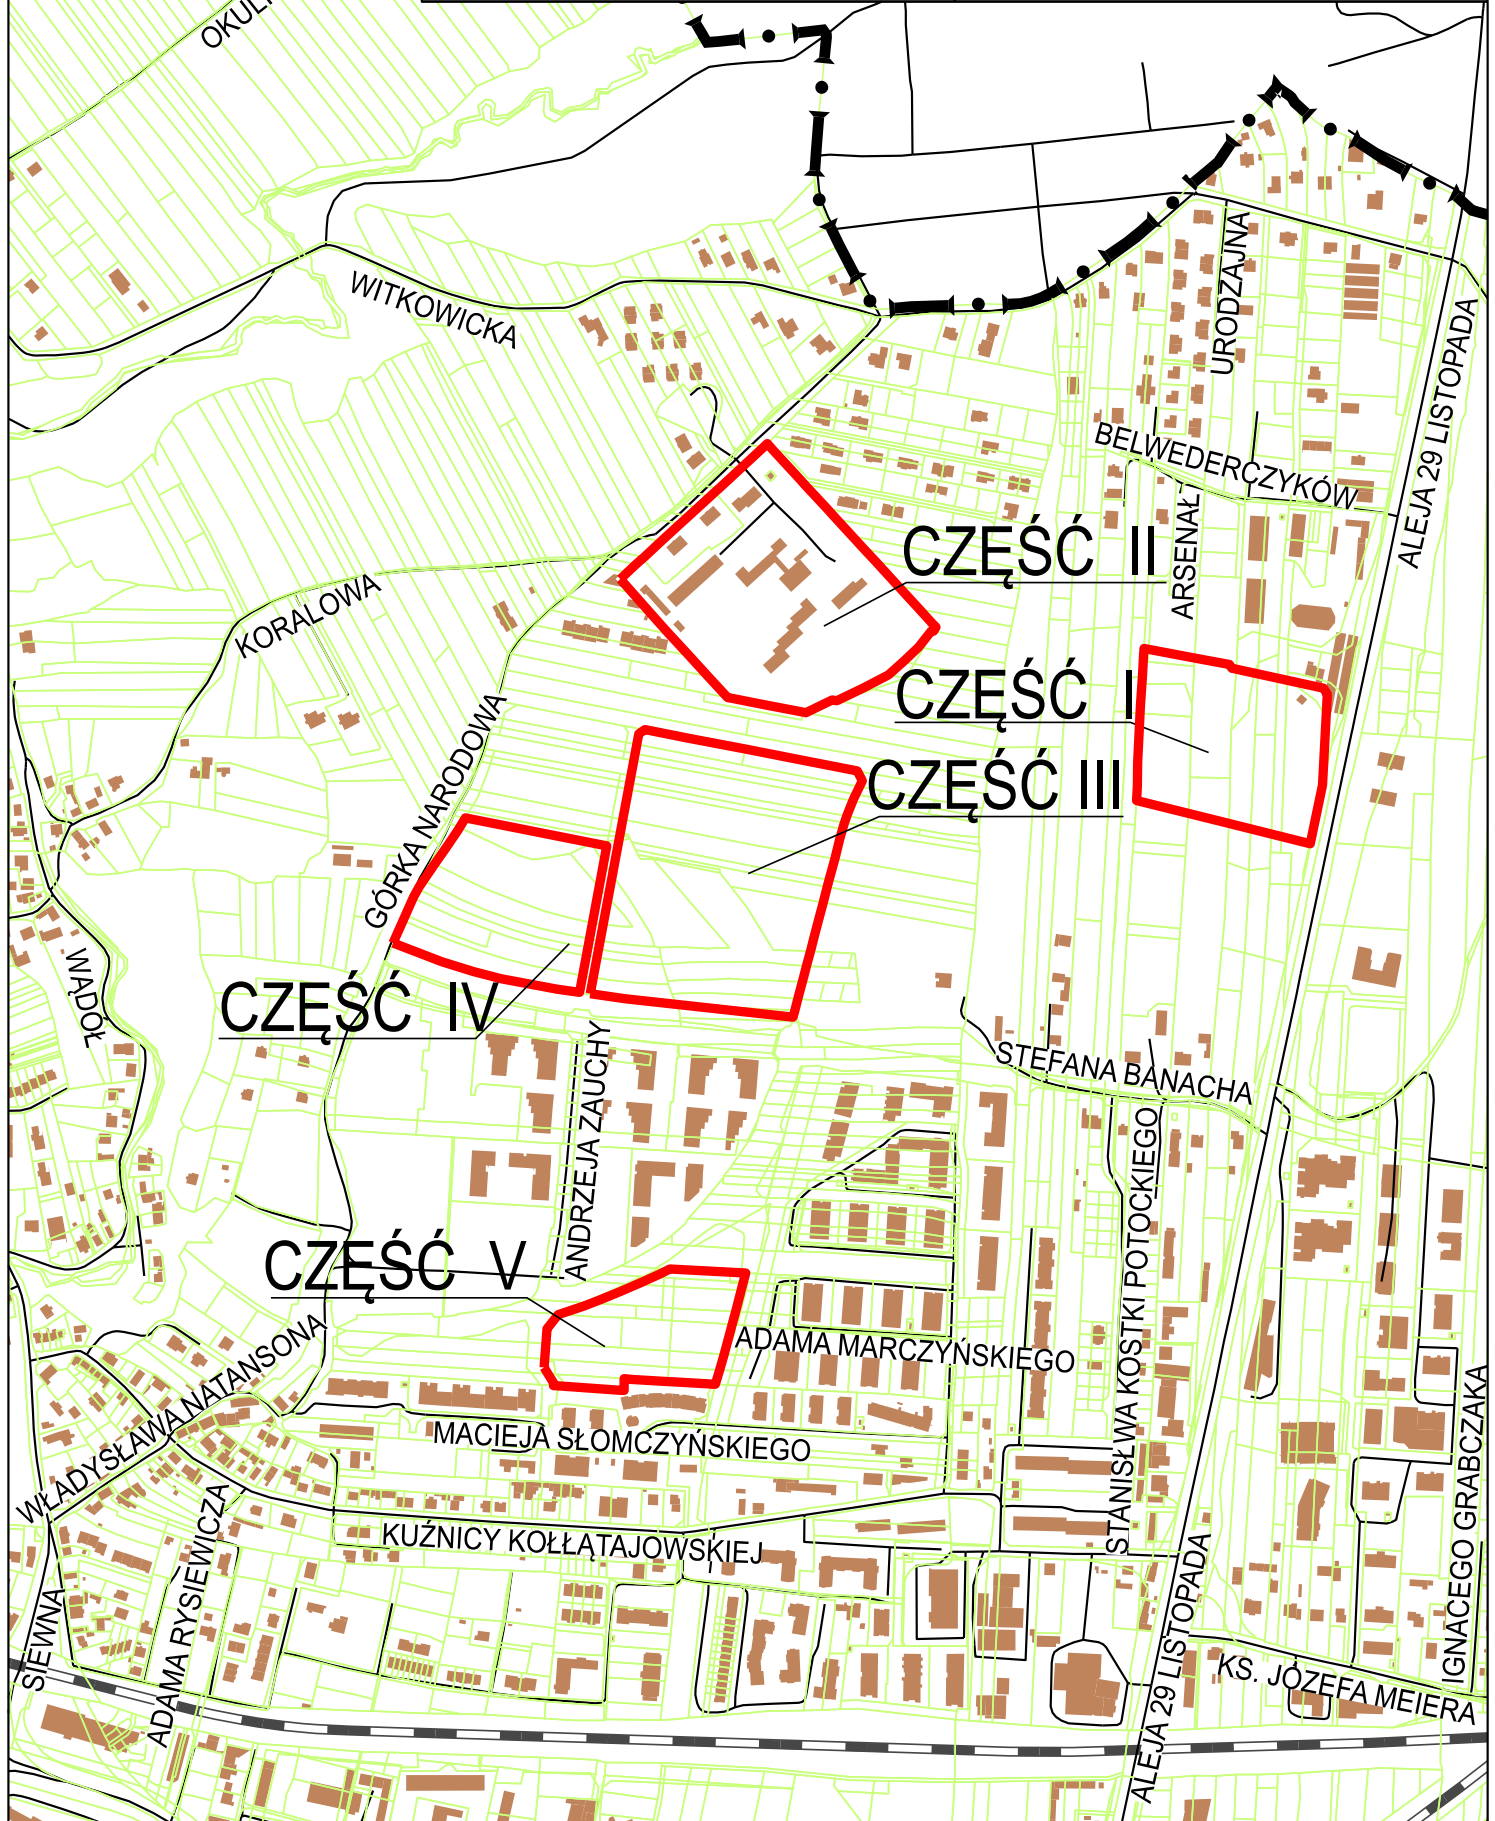 WITKOWICKA
URODZAJNA
ALEJA 29 LISTOPADA
BELWEDERCZYKÓW
ARSENAŁ
CZĘŚĆ II
KORALOWA
CZĘŚĆ I
GÓRKA NARODOWA
CZĘŚĆ III
WĄDÓŁ
CZĘŚĆ IV
ANDRZEJA ZAUCHY
STEFANA BANACHA
STANISŁWA KOSTKI POTOCKIEGO
CZĘŚĆ V
ADAMA MARCZYŃSKIEGO
WŁADYSŁAWA NATANSONA
MACIEJA SŁOMCZYŃSKIEGO
IGNACEGO GRABCZAKA
KUŹNICY KOŁŁĄTAJOWSKIEJ
ADAMA RYSIEWICZA
SIEWNA
ALEJA 29 LISTOPADA
KS. JÓZEFA MEIERA